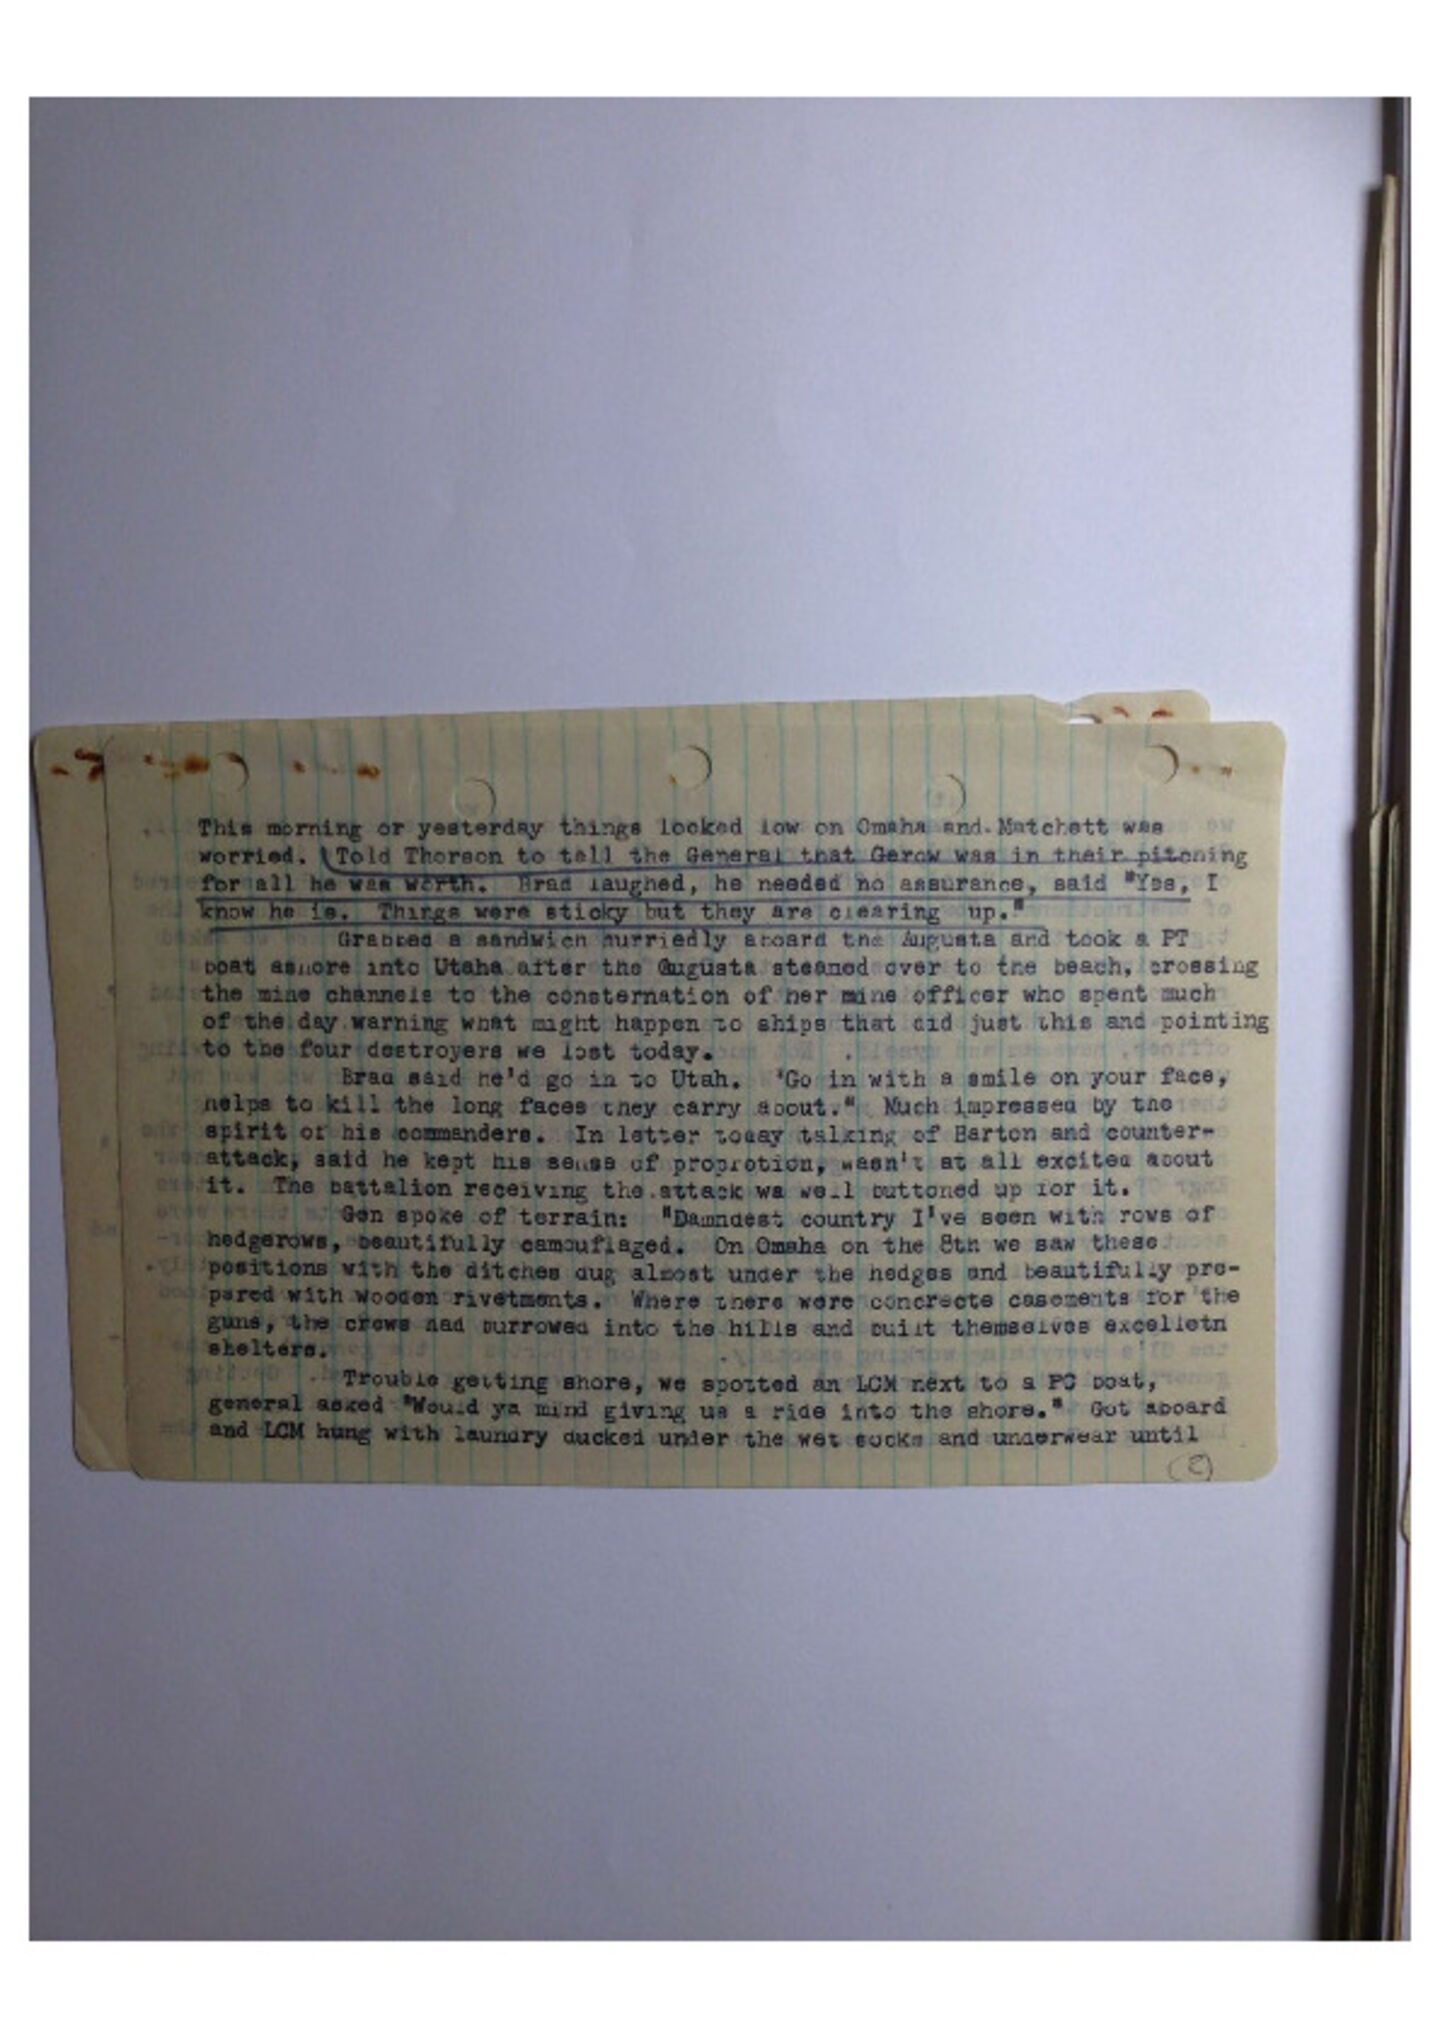 This morning or yesterday things looked low on Omaha and Matchett was
worried. Told Thorson to tell the General that Gerow was in their pitching
for all he was worth. Brad laughed, he needed no assurance, said "Yes, I
know he is. Things were sticky but they are clearing up."
Grabbed a sandwich hurriedly aboard the Augusta and took a PT
boat ashore into Utaha after the Gugusta steamed over to the beach, crossing
the mine channels to the consternation of her mine officer who spent much
of the day warning what might happen to ships that did just this and pointing
to the four destroyers we lost today.
Brad said he'd go in to Utah. "Go in with a smile on your face,
helps to kill the long faces they carry about." Much impressed by the
spirit of his commanders. In letter today talking of Barton and counter-
attack, said he kept his sense of proprotion, wasn't at all excited about
it. The battalion receiving the attack wa well buttoned up for it.
Gen spoke of terrain: "Damndest country I've seen with rows of
hedgerows, beautifully camouflaged. On Omaha on the 8th we saw these
positions with the ditches dug almost under the hedges and beautifully pre-
pared with wooden rivetments. Where there were concrecte casements for the
guns, the crews had burrowed into the hills and built themselves excelletn
shelters.
Trouble getting shore, we spotted an LCM next to a PC boat,
general asked "Would ya mind giving us a ride into the shore." Got aboard
and LCM hung with laundry ducked under the wet socks and underwear until
(2)